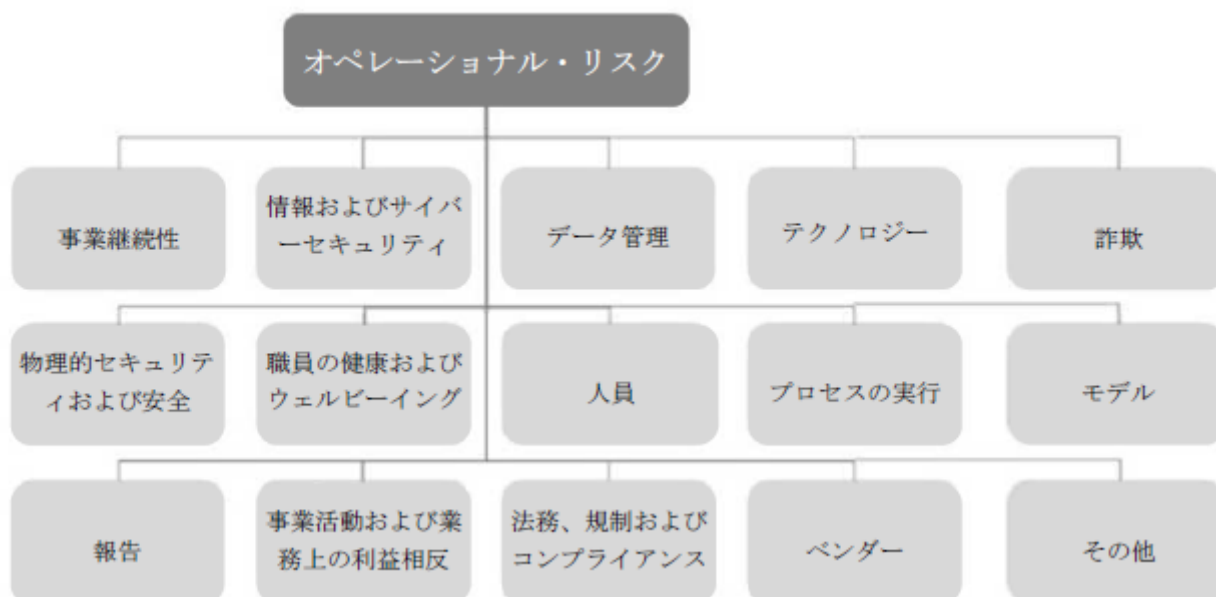 オペレーショナル・リスク
事業継続性
情報およびサイバ
ーセキュリティ
データ管理
テクノロジー
詐欺
物理的セキュリテ
ィおよび安全
職員の健康および
ウェルビーイング
人員
プロセスの実行
モデル
報告
事業活動および業
務上の利益相反
法務、規制および
コンプライアンス
ベンダー
その他